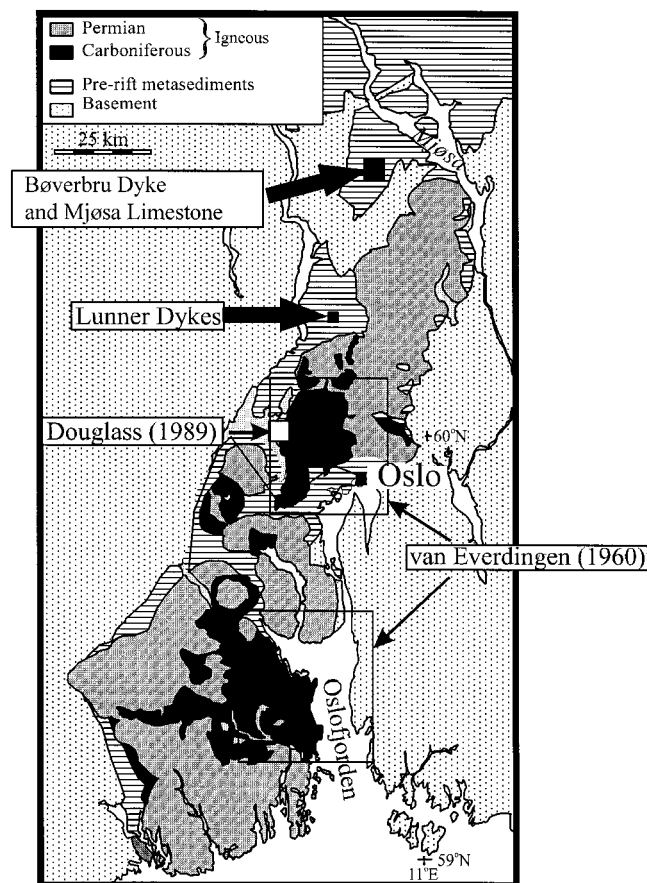 Permian
Carboniferous
Igneous
Pre-rift metasediments
Basement
25 km
Mjøsa
Bøverbru Dyke
and Mjøsa Limestone
Lunner Dykes
Douglass (1989)
60°N
Oslo
van Everdingen (1960)
Oslofjorden
59°N
11°E